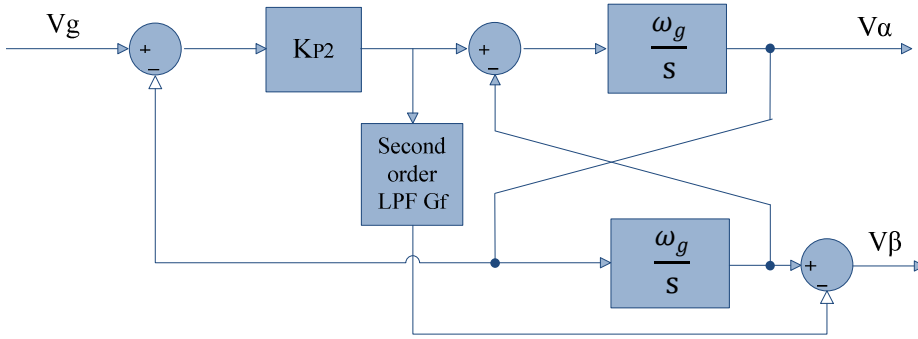 Vg
+
−
KP2
+
−
ωg
s
Vα
Second
order
LPF Gf
ωg
s
+
−
Vβ